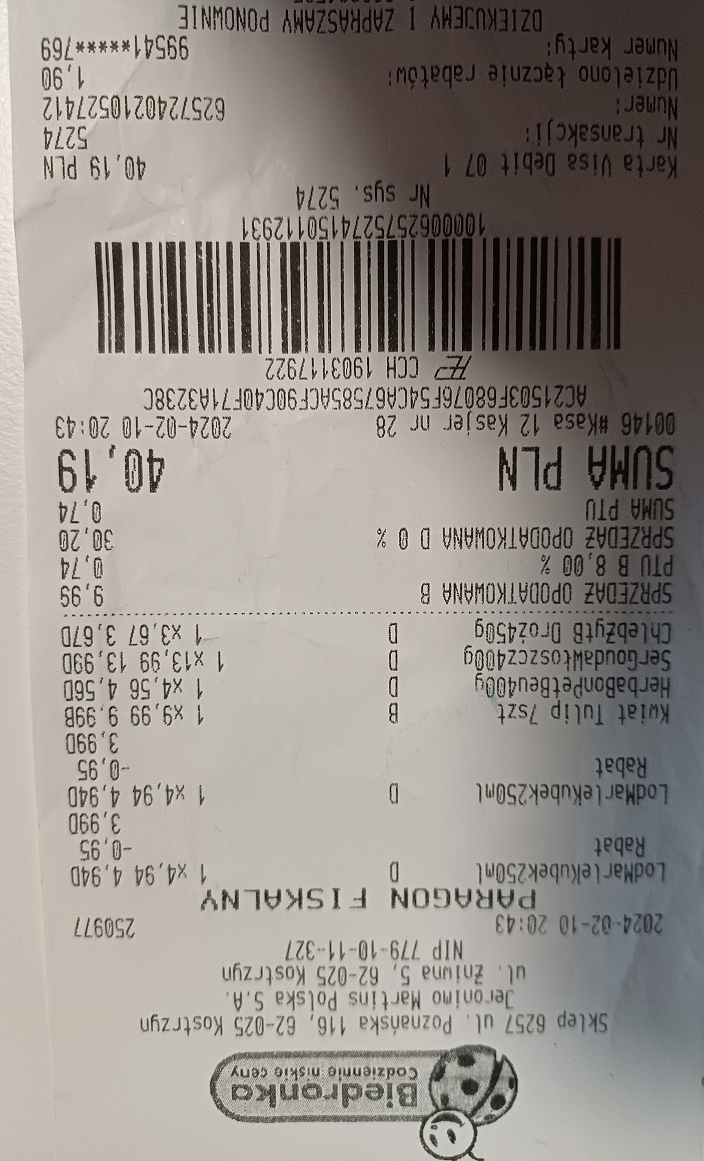 Biedronka
Codziennie niskie ceny
Sklep 6257 ul. Poznańska 116, 62-025 Kostrzyn
Jeronimo Martins Polska S.A.
ul. Żniwna 5, 62-025 Kostrzyn
NIP 779-10-11-327
2024-02-10 20:43 250977
PARAGON FISKALNY
LodMarleKubek250ml D 1 x4,94 4,94D
Rabat -0,95
3,99D
LodMarleKubek250ml D 1 x4,94 4,94D
Rabat -0,95
3,99D
Kwiat Tulip 7szt B 1 x9,99 9,99B
HerbaBonPetBeu400g D 1 x4,56 4,56D
SerGoudaWłoszcz400g D 1 x13,99 13,99D
ChlebŻytB Droż450g D 1 x3,67 3,67D
SPRZEDAŻ OPODATKOWANA B 9,99
PTU B 8,00 % 0,74
SPRZEDAŻ OPODATKOWANA D 0 % 30,20
SUMA PTU 0,74
SUMA PLN 40,19
00146 #Kasa 12 Kasjer nr 28 2024-02-10 20:43
AC21503F68076F54CA67585ACF90C40F71A3238C
CCH 1903117922
1000062575274150112931
Nr sys. 5274
Karta Visa Debit 07 1 40,19 PLN
Nr transakcji: 5274
Numer: 6257240210527412
Udzielono łącznie rabatów: 1,90
Numer karty: 99541******769
DZIĘKUJEMY I ZAPRASZAMY PONOWNIE